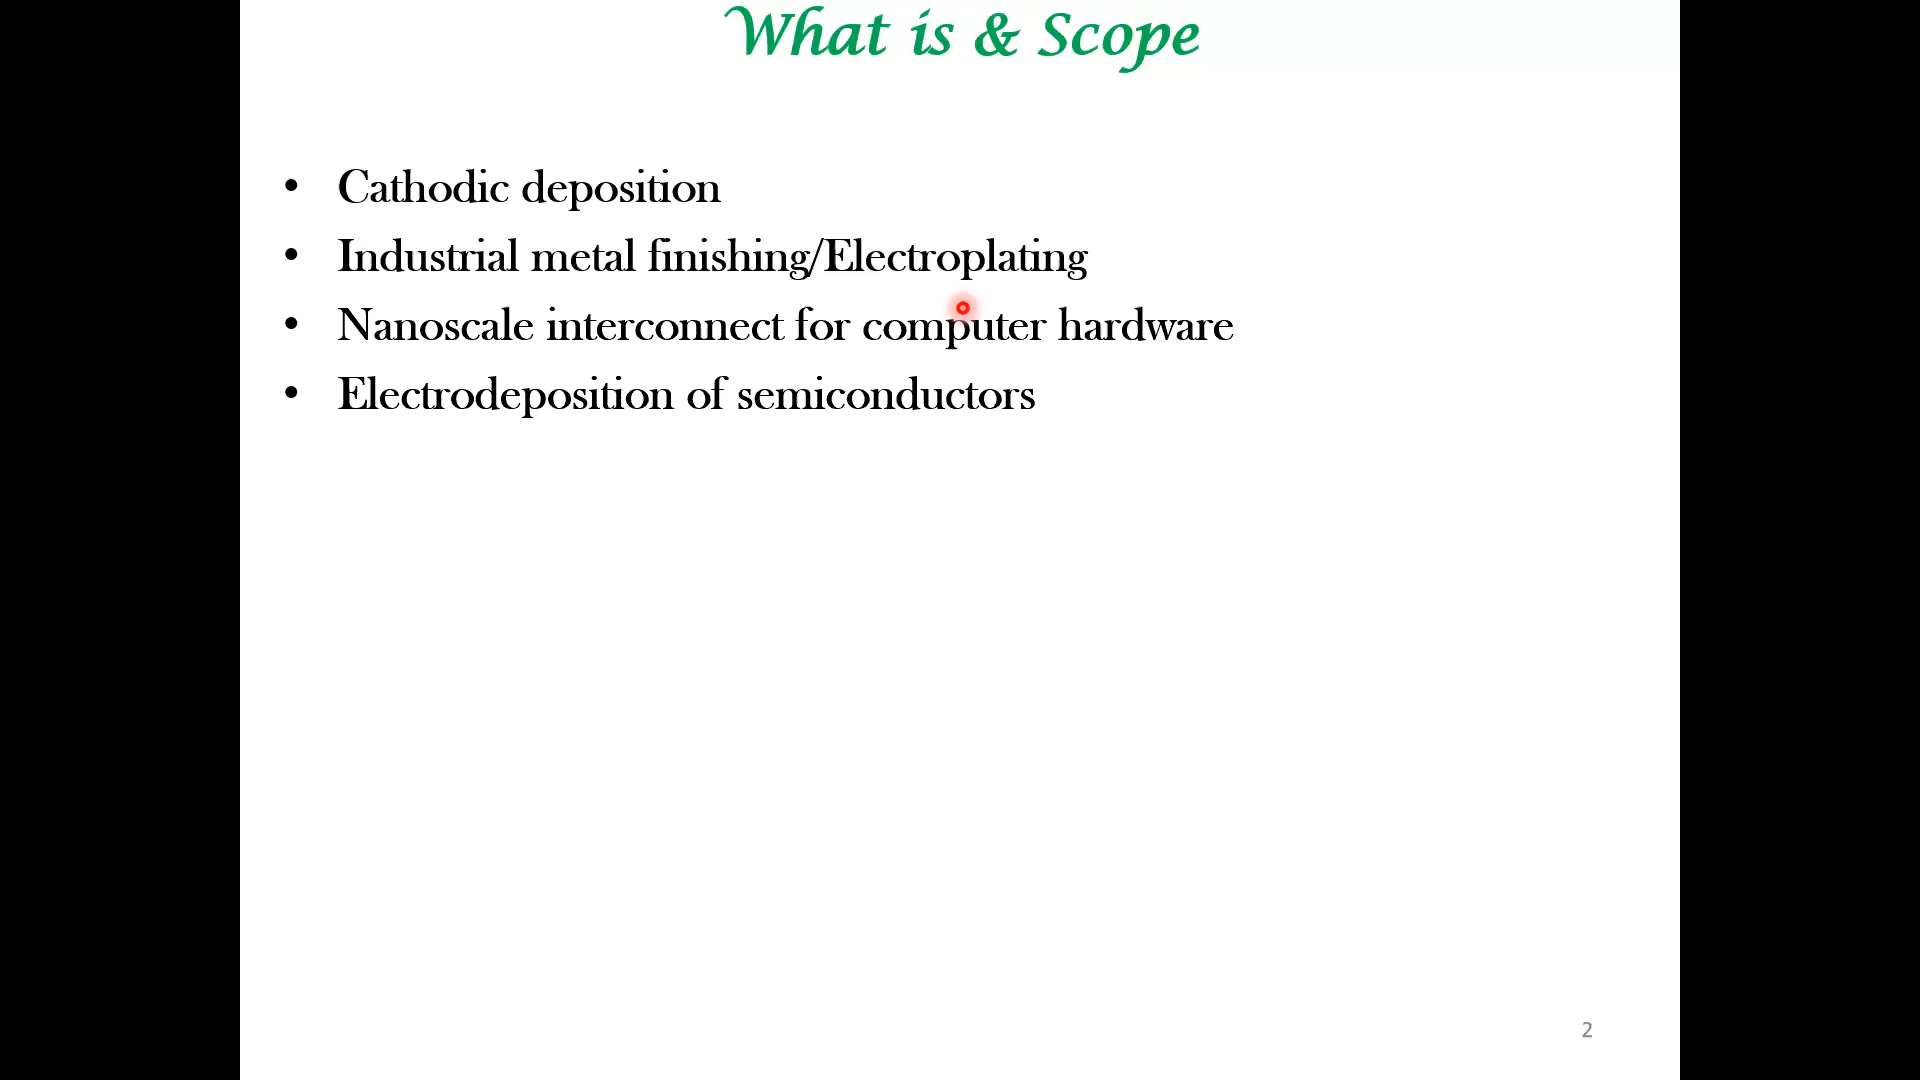 What is & Scope
• Cathodic deposition
• Industrial metal finishing/Electroplating
• Nanoscale interconnect for computer hardware
• Electrodeposition of semiconductors
2